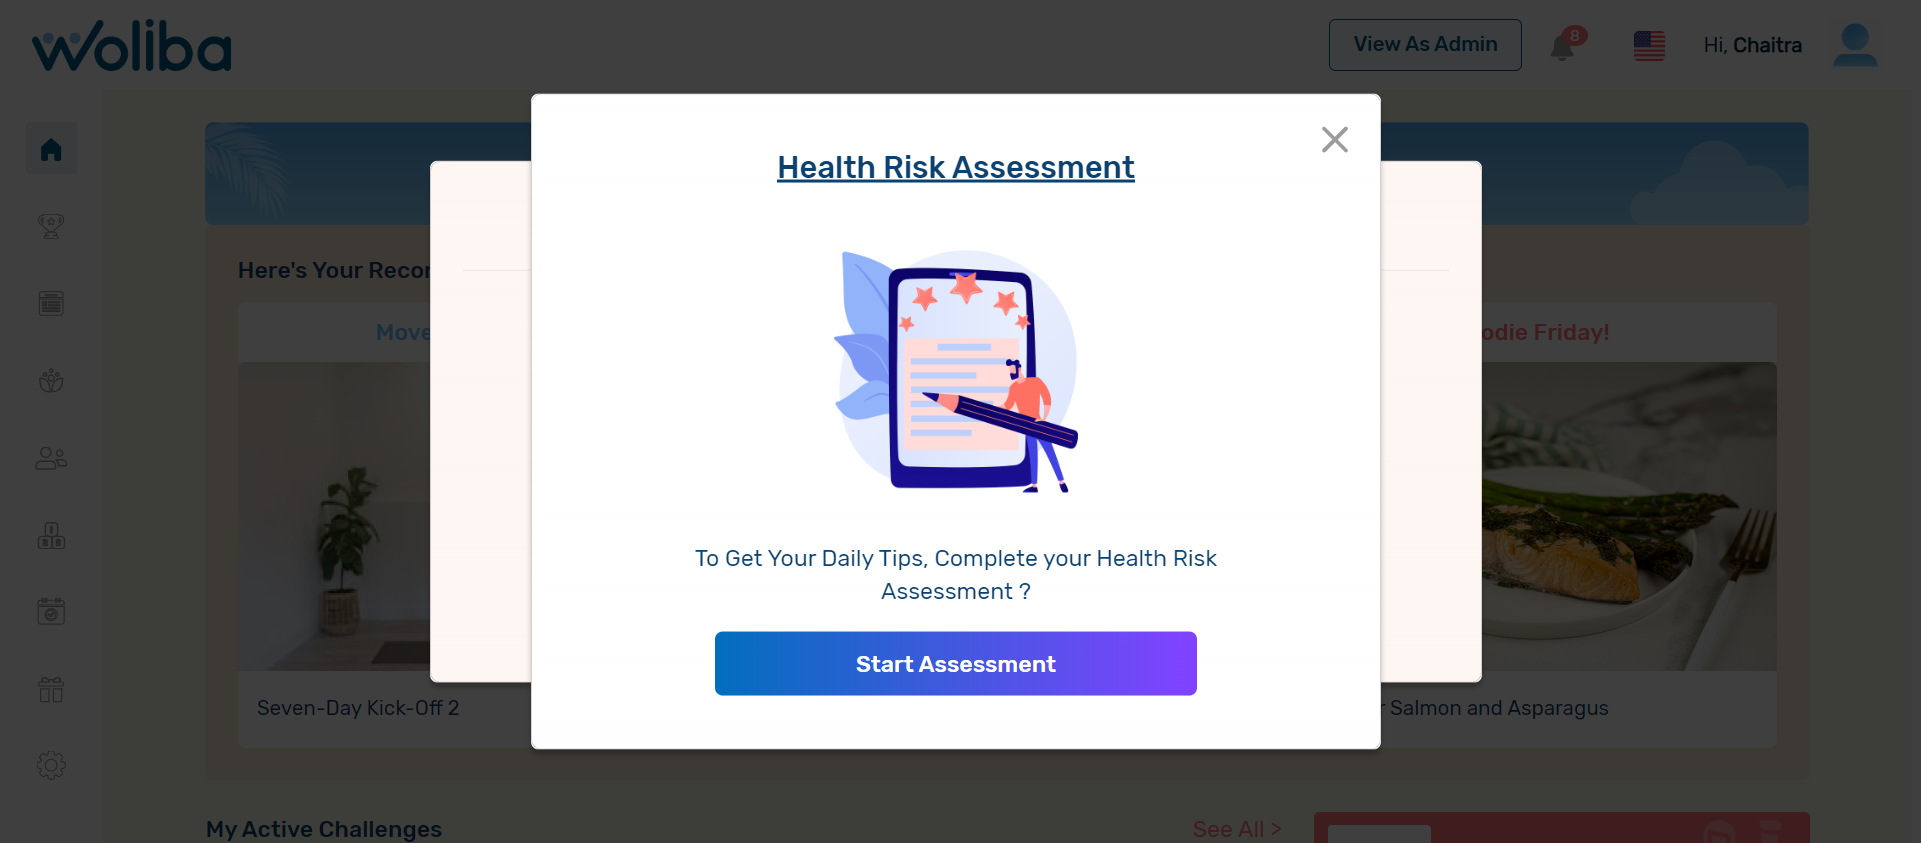 Woliba
View As Admin
8
Hi, Chaitra
Health Risk Assessment
Here's Your Recor
Move
odie Friday!
To Get Your Daily Tips, Complete your Health Risk
Assessment ?
Start Assessment
Seven-Day Kick-Off 2
r Salmon and Asparagus
My Active Challenges
See All >